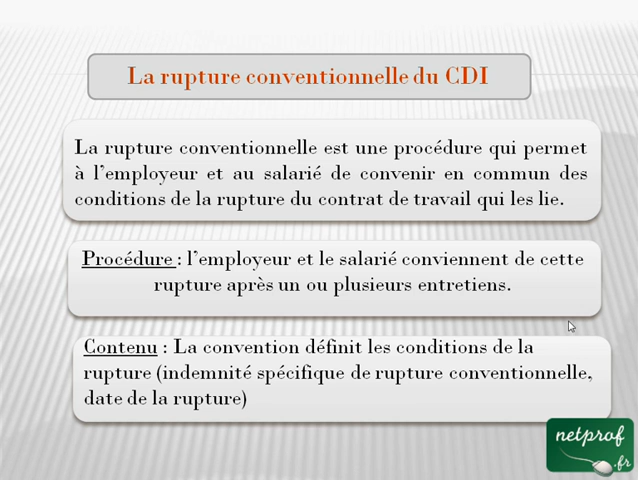 La rupture conventionnelle du CDI
La rupture conventionnelle est une procédure qui permet
à l'employeur et au salarié de convenir en commun des
conditions de la rupture du contrat de travail qui les lie.
Procédure : l'employeur et le salarié conviennent de cette
rupture après un ou plusieurs entretiens.
Contenu : La convention définit les conditions de la
rupture (indemnité spécifique de rupture conventionnelle,
date de la rupture)
netprof
.fr